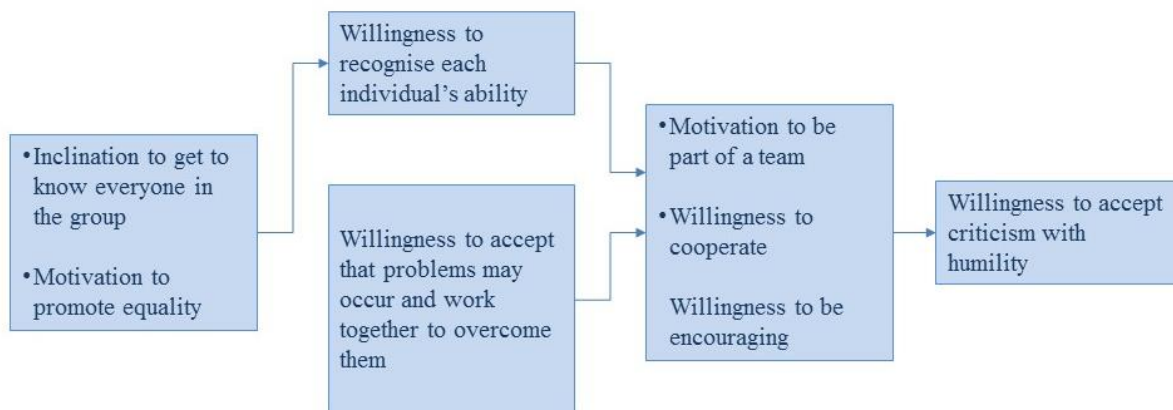 •Inclination to get to
know everyone in
the group
•Motivation to
promote equality
Willingness to
recognise each
individual's ability
Willingness to accept
that problems may
occur and work
together to overcome
them
•Motivation to be
part of a team
•Willingness to
cooperate
Willingness to be
encouraging
Willingness to accept
criticism with
humility